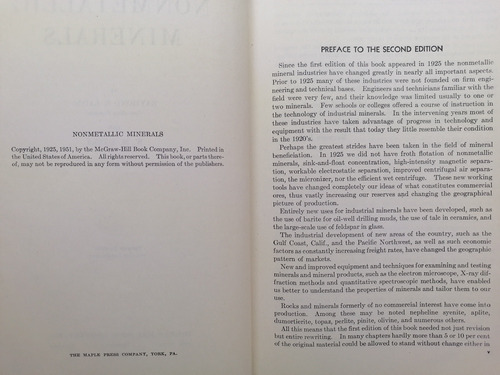 NONMETALLIC MINERALS
Copyright, 1925, 1951, by the McGraw-Hill Book Company, Inc. Printed in
the United States of America. All rights reserved. This book, or parts there-
of, may not be reproduced in any form without permission of the publishers.
THE MAPLE PRESS COMPANY, YORK, PA.
PREFACE TO THE SECOND EDITION
Since the first edition of this book appeared in 1925 the nonmetallic
mineral industries have changed greatly in nearly all important aspects.
Prior to 1925 many of these industries were not founded on firm engi-
neering and technical bases. Engineers and technicians familiar with the
field were very few, and their knowledge was limited usually to one or
two minerals. Few schools or colleges offered a course of instruction in
the technology of industrial minerals. In the intervening years most of
these industries have taken advantage of progress in technology and
equipment with the result that today they little resemble their condition
in the 1920's.
Perhaps the greatest strides have been taken in the field of mineral
beneficiation. In 1925 we did not have froth flotation of nonmetallic
minerals, sink-and-float concentration, high-intensity magnetic separa-
tion, workable electrostatic separation, improved centrifugal air separa-
tion, the micronizer, nor the efficient wet centrifuge. These new working
tools have changed completely our ideas of what constitutes commercial
ores, thus vastly increasing our reserves and changing the geographical
picture of production.
Entirely new uses for industrial minerals have been developed, such as
the use of barite for oil-well drilling muds, the use of talc in ceramics, and
the large-scale use of feldspar in glass.
The industrial development of new areas of the country, such as the
Gulf Coast, Calif., and the Pacific Northwest, as well as such economic
factors as constantly increasing freight rates, have changed the geographic
pattern of markets.
New and improved equipment and techniques for examining and testing
minerals and mineral products, such as the electron microscope, X-ray dif-
fraction methods and quantitative spectroscopic methods, have enabled
us better to understand the properties of minerals and tailor them to our
use.
Rocks and minerals formerly of no commercial interest have come into
production. Among these may be noted nepheline syenite, aplite,
dumortierite, topaz, perlite, pinite, olivine, and numerous others.
All this means that the first edition of this book needed not just revision
but entire rewriting. In many chapters hardly more than 5 or 10 per cent
of the original material could be allowed to stand without change either in
v